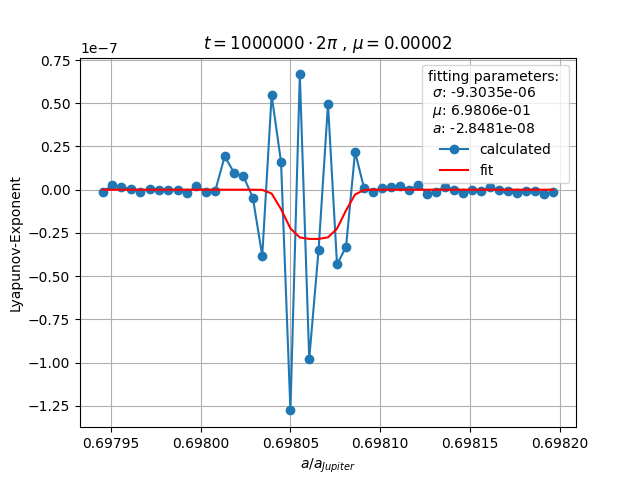 t = 1000000 · 2π , μ = 0.00002
1e−7
fitting parameters:
σ: -9.3035e-06
μ: 6.9806e-01
a: -2.8481e-08
calculated
fit
0.75
0.50
0.25
0.00
−0.25
−0.50
−0.75
−1.00
−1.25
Lyapunov-Exponent
0.69795 0.69800 0.69805 0.69810 0.69815 0.69820
a/a_Jupiter